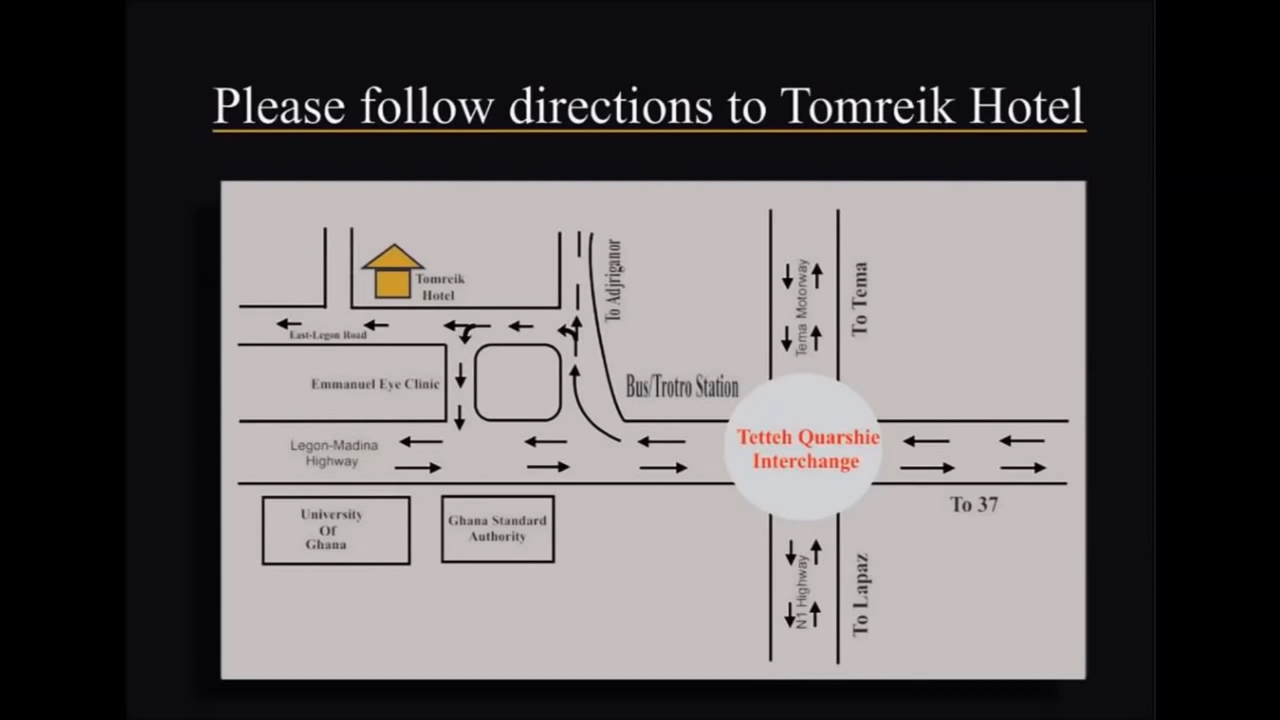 Please follow directions to Tomreik Hotel
To Adjriganor
Tomreik
Hotel
Tema Motorway
To Tema
East-Legon Road
Emmanuel Eye Clinic
Bus/Trotro Station
Legon-Madina
Highway
Tetteh Quarshie
Interchange
University
Of
Ghana
Ghana Standard
Authority
To 37
N1 Highway
To Lapaz